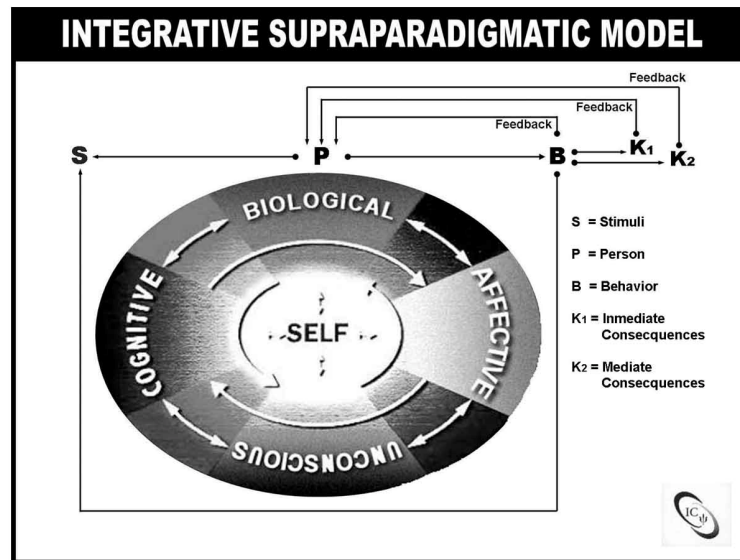 INTEGRATIVE SUPRAPARADIGMATIC MODEL
Feedback
Feedback
Feedback
S P B K1 K2
BIOLOGICAL
COGNITIVE
SELF
AFFECTIVE
UNCONSCIOUS
S = Stimuli
P = Person
B = Behavior
K1 = Inmediate
Consecquences
K2 = Mediate
Consecquences
IC ψ